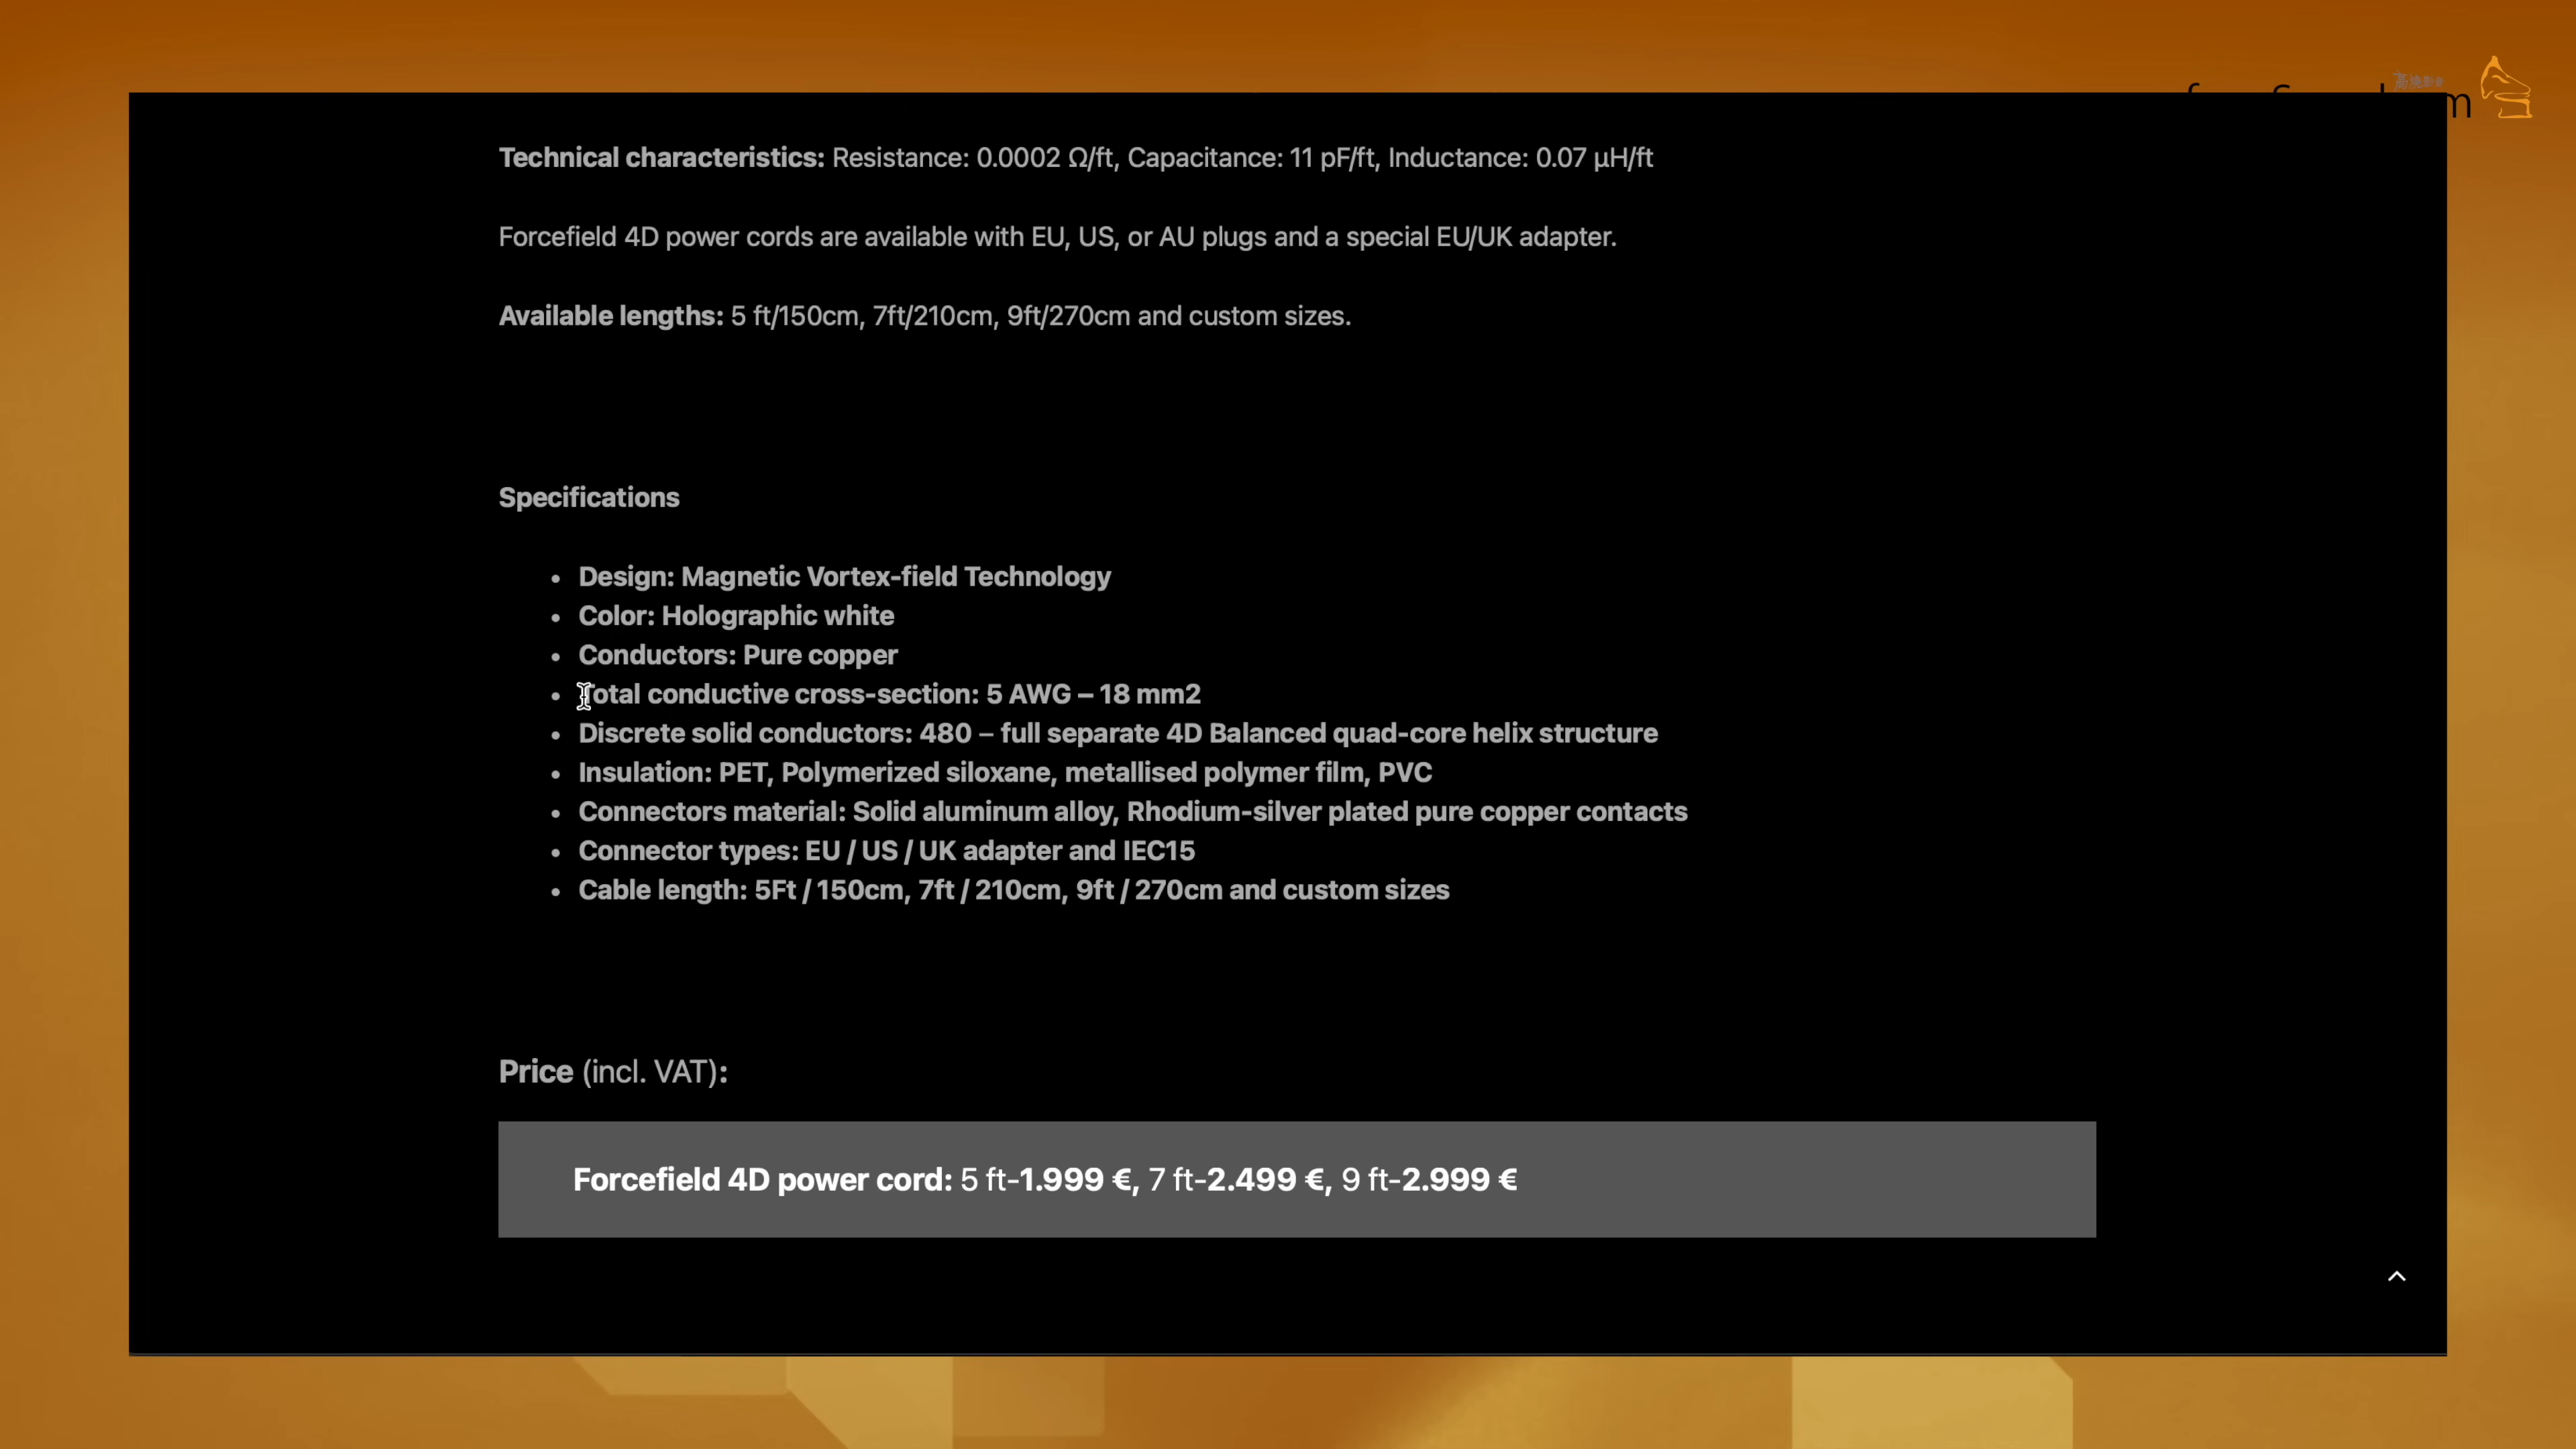 Technical characteristics: Resistance: 0.0002 Ω/ft, Capacitance: 11 pF/ft, Inductance: 0.07 μH/ft
Forcefield 4D power cords are available with EU, US, or AU plugs and a special EU/UK adapter.
Available lengths: 5 ft/150cm, 7ft/210cm, 9ft/270cm and custom sizes.
Specifications
• Design: Magnetic Vortex-field Technology
• Color: Holographic white
• Conductors: Pure copper
• Total conductive cross-section: 5 AWG – 18 mm2
• Discrete solid conductors: 480 – full separate 4D Balanced quad-core helix structure
• Insulation: PET, Polymerized siloxane, metallised polymer film, PVC
• Connectors material: Solid aluminum alloy, Rhodium-silver plated pure copper contacts
• Connector types: EU / US / UK adapter and IEC15
• Cable length: 5Ft / 150cm, 7ft / 210cm, 9ft / 270cm and custom sizes
Price (incl. VAT):
Forcefield 4D power cord: 5 ft-1.999 €, 7 ft-2.499 €, 9 ft-2.999 €